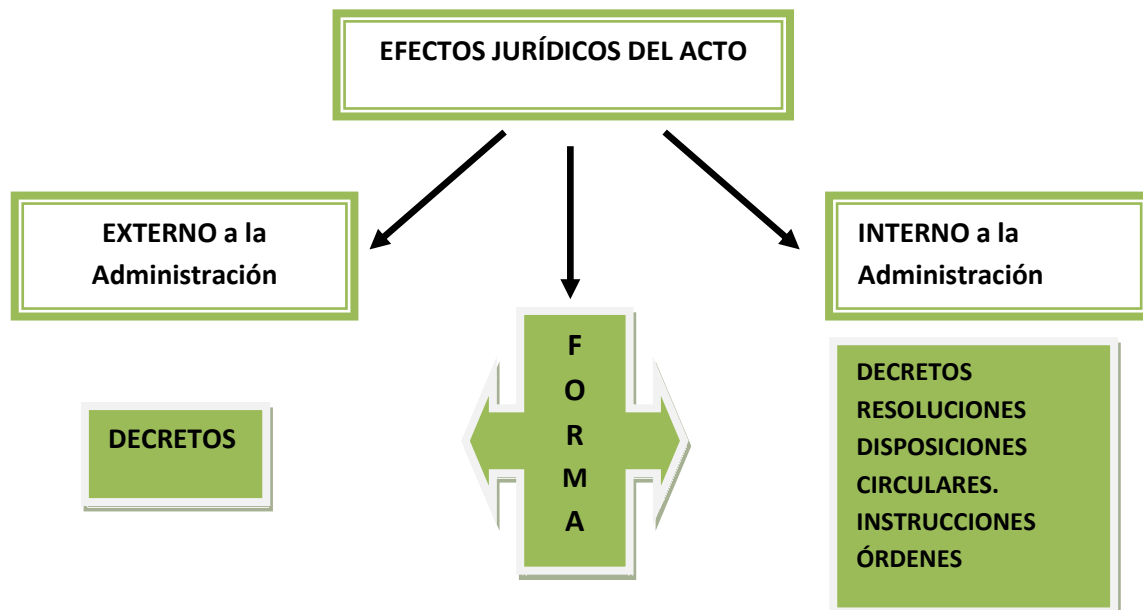 EFECTOS JURÍDICOS DEL ACTO
EXTERNO a la
Administración
INTERNO a la
Administración
DECRETOS
F
O
R
M
A
DECRETOS
RESOLUCIONES
DISPOSICIONES
CIRCULARES.
INSTRUCCIONES
ÓRDENES